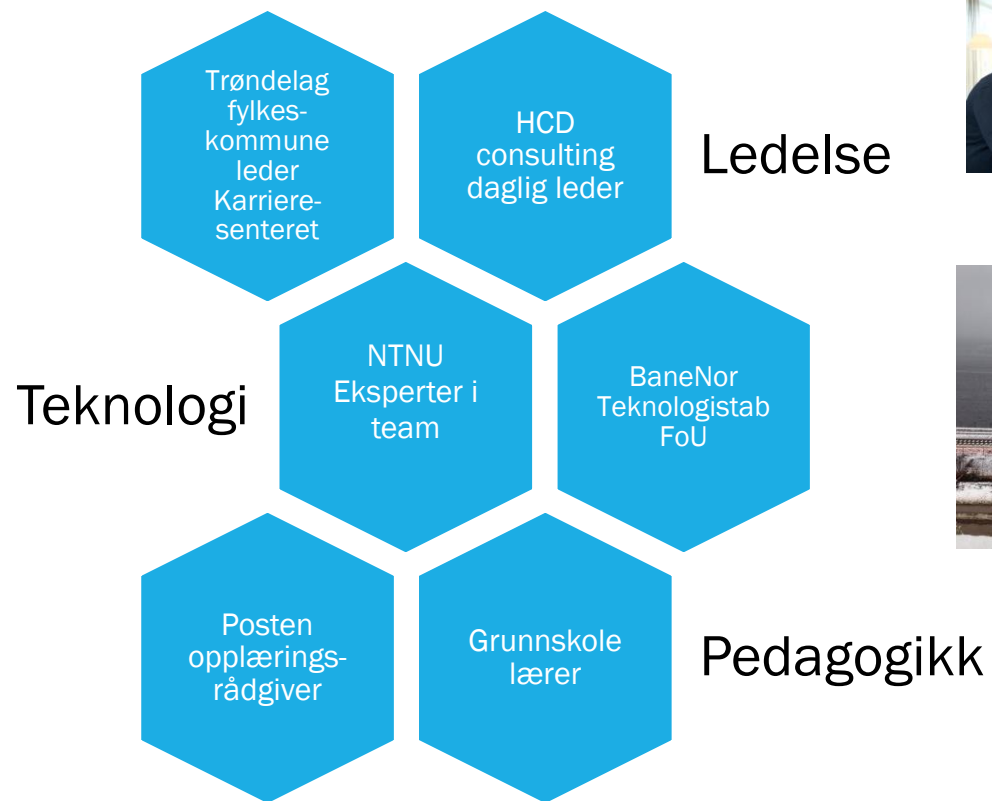 Trøndelag
fylkes-
kommune
leder
Karriere-
senteret
HCD
consulting
daglig leder
Ledelse
Teknologi
NTNU
Eksperter i
team
BaneNor
Teknologistab
FoU
Posten
opplærings-
rådgiver
Grunnskole
lærer
Pedagogikk